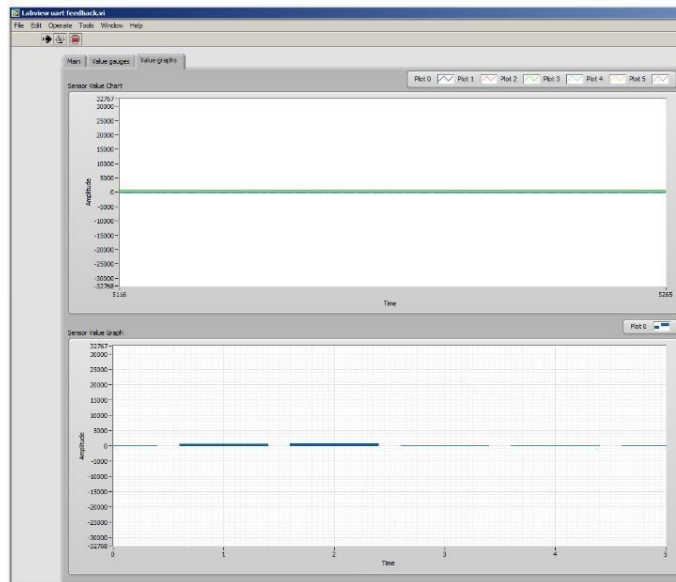 Labview uart feedback.vi
File Edit Operate Tools Window Help
Main Value gauges Value graphs
Plot 0 Plot 1 Plot 2 Plot 3 Plot 4 Plot 5
Sensor Value Chart
32767
30000
25000
20000
15000
10000
5000
0
-5000
-10000
-15000
-20000
-25000
-30000
-32768
Amplitude
5116 5265
Time
Sensor Value Graph
Plot 0
32767
30000
25000
20000
15000
10000
5000
0
-5000
-10000
-15000
-20000
-25000
-30000
-32768
Amplitude
0 1 2 3 4 5
Time